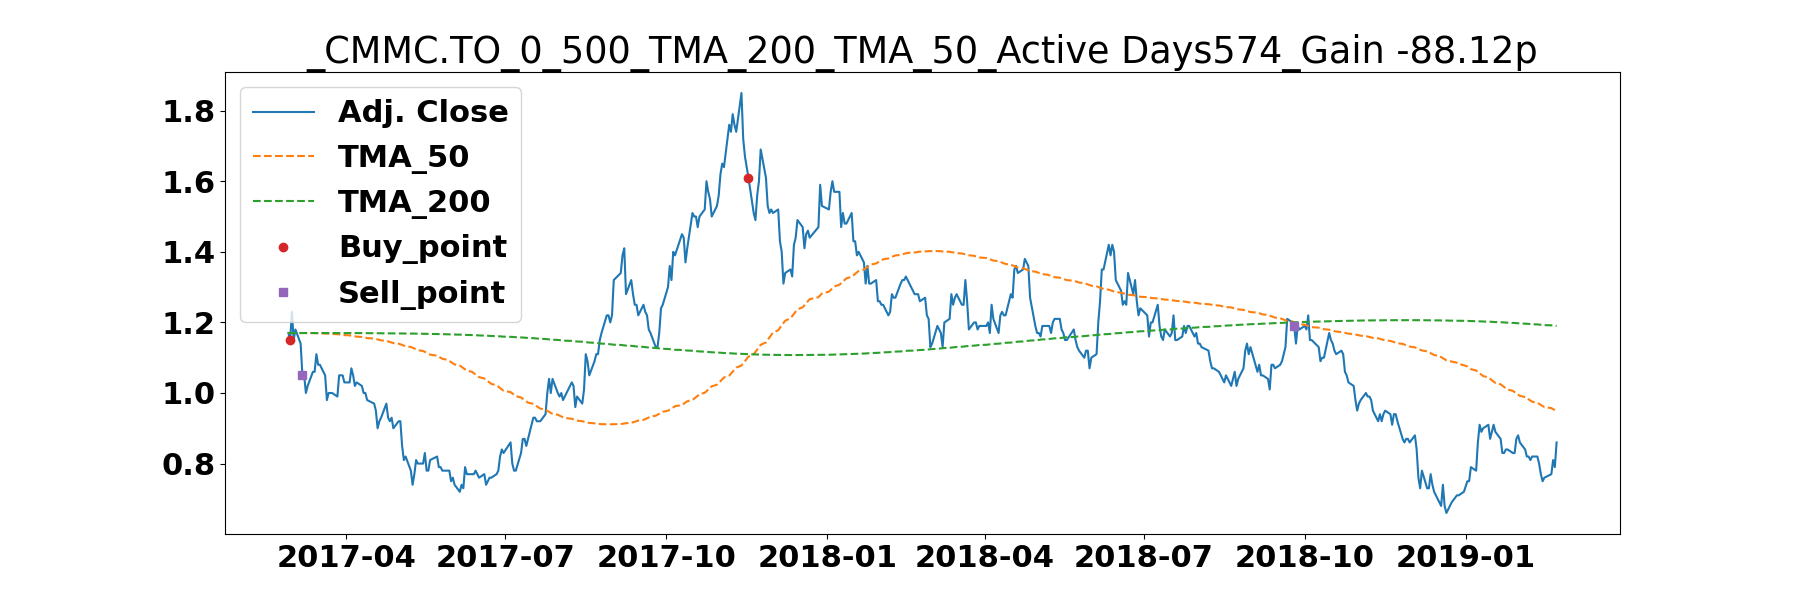 _CMMC.TO_0_500_TMA_200_TMA_50_Active Days574_Gain -88.12p
Adj. Close
TMA_50
TMA_200
Buy_point
Sell_point
1.8
1.6
1.4
1.2
1.0
0.8
2017-04 2017-07 2017-10 2018-01 2018-04 2018-07 2018-10 2019-01